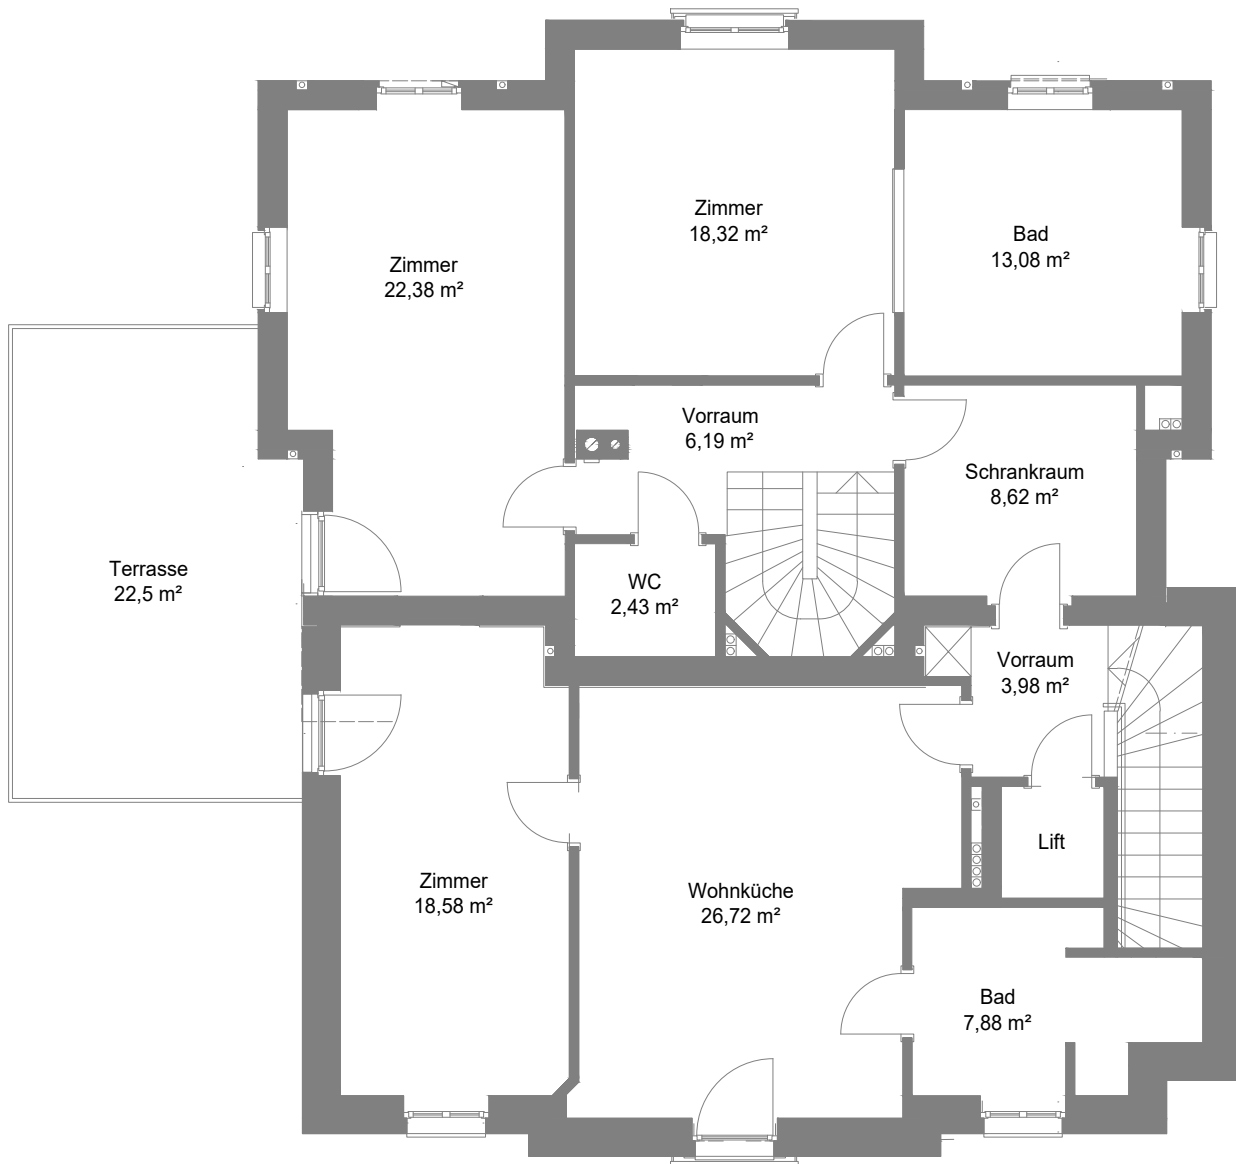 Zimmer
18,32 m²
Bad
13,08 m²
Zimmer
22,38 m²
Vorraum
6,19 m²
Schrankraum
8,62 m²
Terrasse
22,5 m²
WC
2,43 m²
Vorraum
3,98 m²
Lift
Zimmer
18,58 m²
Wohnküche
26,72 m²
Bad
7,88 m²